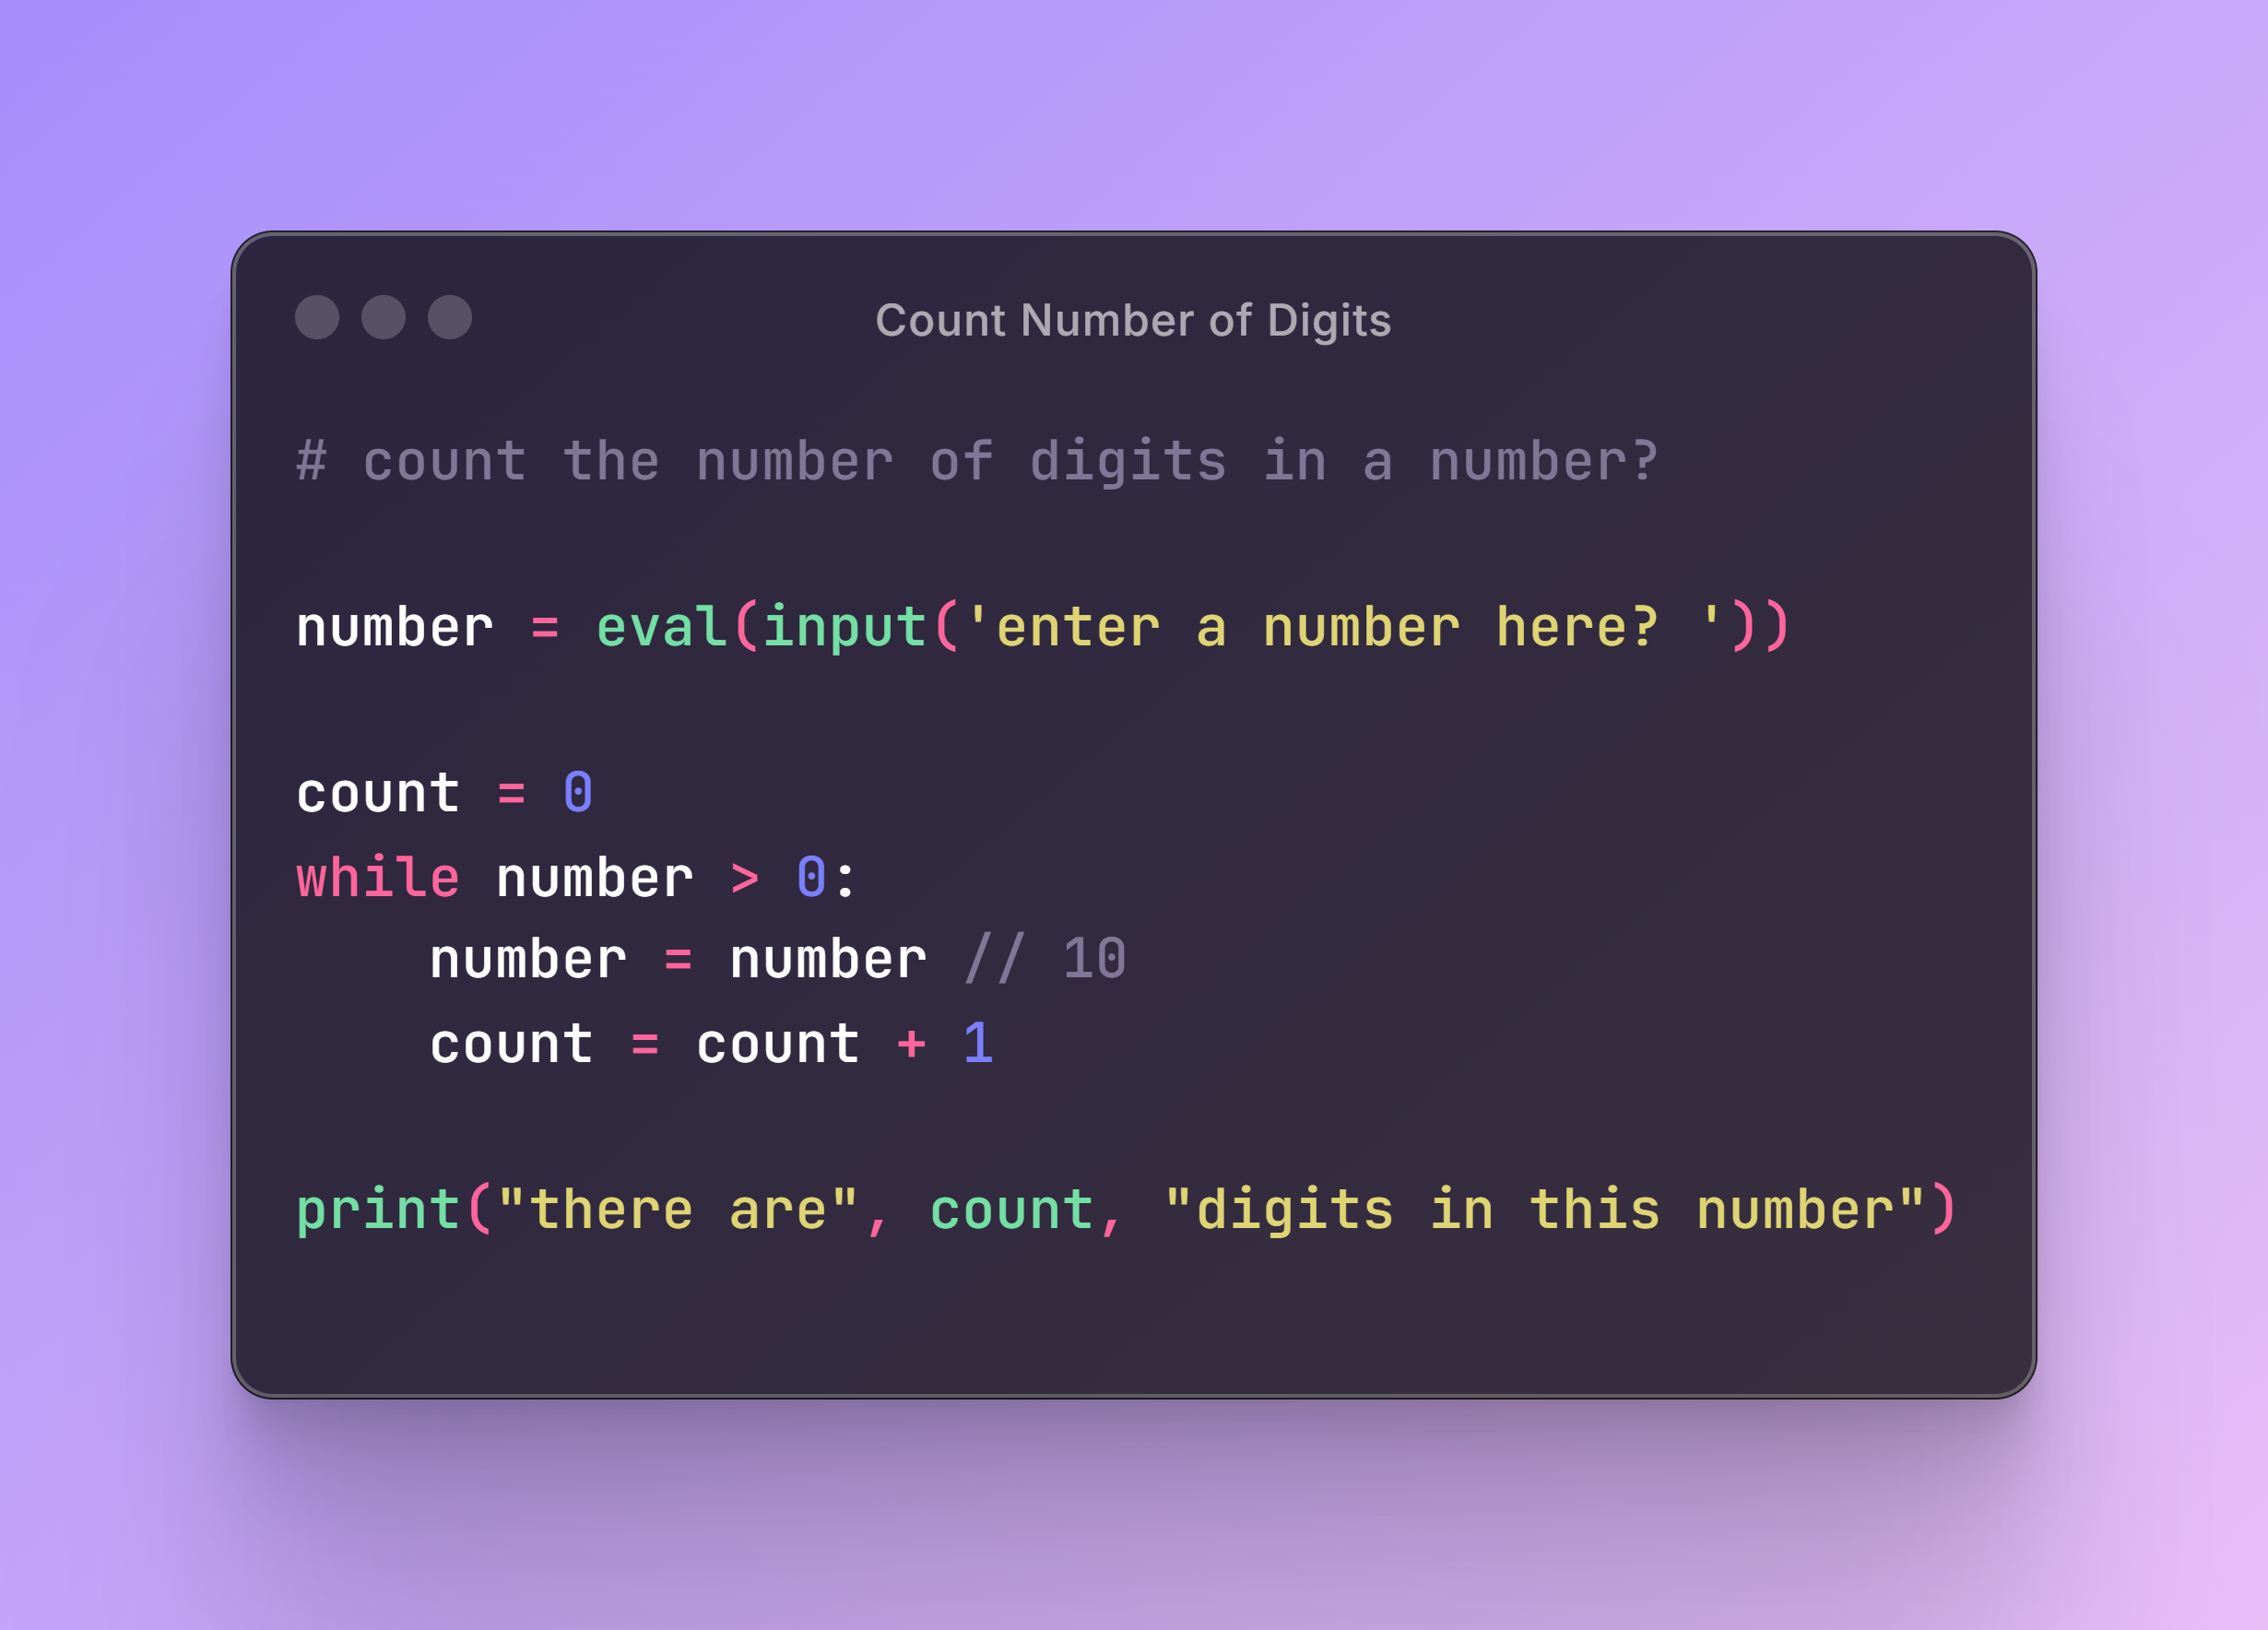 Count Number of Digits
# count the number of digits in a number?
number = eval(input('enter a number here? '))
count = 0
while number > 0:
    number = number // 10
    count = count + 1
print("there are", count, "digits in this number")